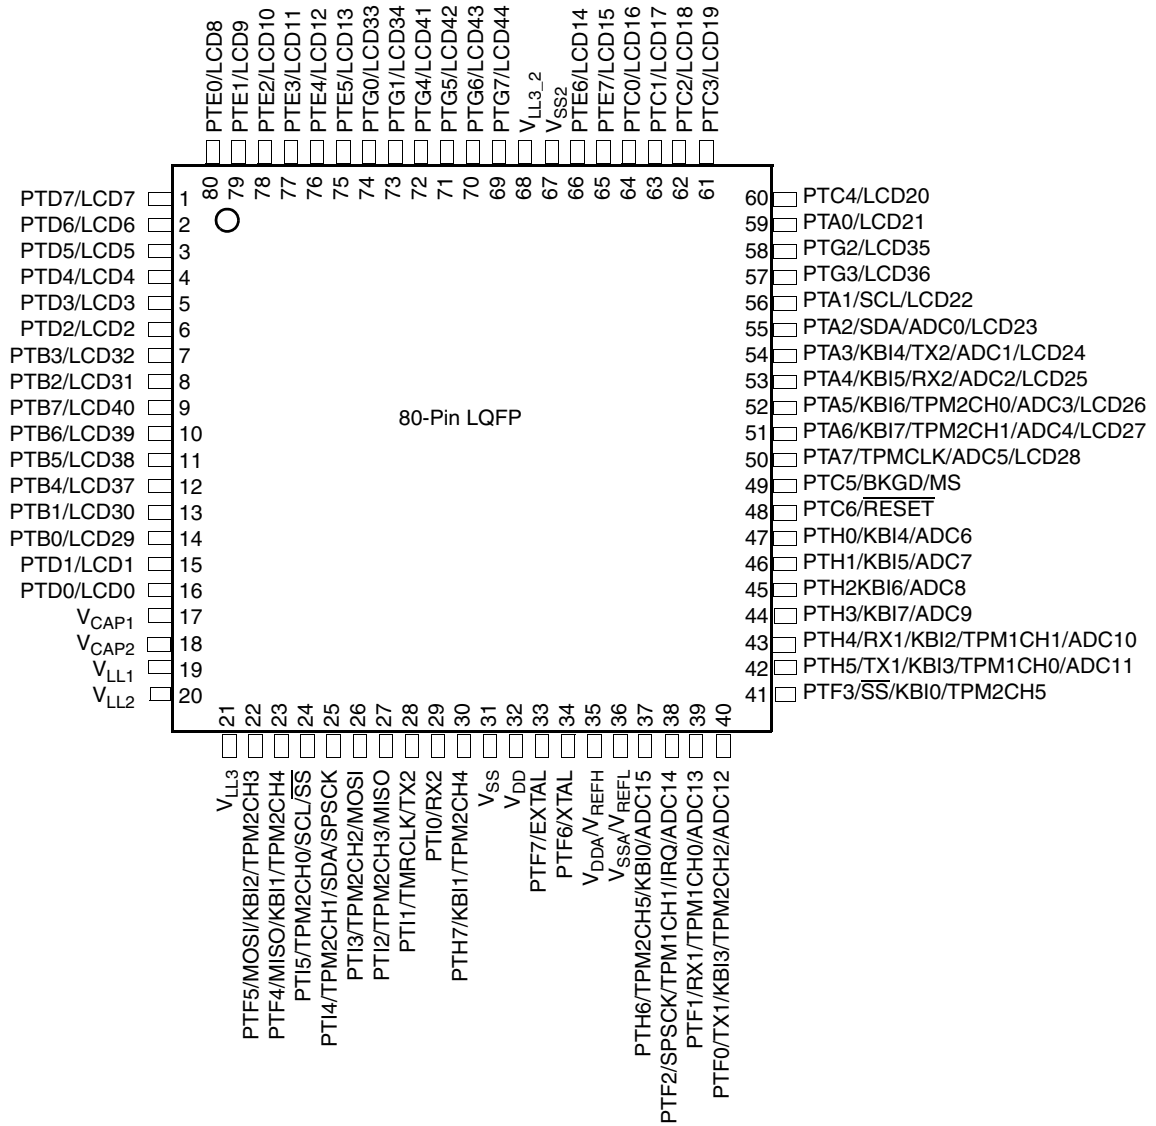 PTE0/LCD8
PTE1/LCD9
PTE2/LCD10
PTE3/LCD11
PTE4/LCD12
PTE5/LCD13
PTG0/LCD33
PTG1/LCD34
PTG4/LCD41
PTG5/LCD42
PTG6/LCD43
PTG7/LCD44
VLL3_2
VSS2
PTE6/LCD14
PTE7/LCD15
PTC0/LCD16
PTC1/LCD17
PTC2/LCD18
PTC3/LCD19
80 79 78 77 76 75 74 73 72 71 70 69 68 67 66 65 64 63 62 61
PTD7/LCD7 1
PTD6/LCD6 2
PTD5/LCD5 3
PTD4/LCD4 4
PTD3/LCD3 5
PTD2/LCD2 6
PTB3/LCD32 7
PTB2/LCD31 8
PTB7/LCD40 9
PTB6/LCD39 10
PTB5/LCD38 11
PTB4/LCD37 12
PTB1/LCD30 13
PTB0/LCD29 14
PTD1/LCD1 15
PTD0/LCD0 16
VCAP1 17
VCAP2 18
VLL1 19
VLL2 20
80-Pin LQFP
60 PTC4/LCD20
59 PTA0/LCD21
58 PTG2/LCD35
57 PTG3/LCD36
56 PTA1/SCL/LCD22
55 PTA2/SDA/ADC0/LCD23
54 PTA3/KBI4/TX2/ADC1/LCD24
53 PTA4/KBI5/RX2/ADC2/LCD25
52 PTA5/KBI6/TPM2CH0/ADC3/LCD26
51 PTA6/KBI7/TPM2CH1/ADC4/LCD27
50 PTA7/TPMCLK/ADC5/LCD28
49 PTC5/BKGD/MS
48 PTC6/RESET
47 PTH0/KBI4/ADC6
46 PTH1/KBI5/ADC7
45 PTH2KBI6/ADC8
44 PTH3/KBI7/ADC9
43 PTH4/RX1/KBI2/TPM1CH1/ADC10
42 PTH5/TX1/KBI3/TPM1CH0/ADC11
41 PTF3/SS/KBI0/TPM2CH5
21 22 23 24 25 26 27 28 29 30 31 32 33 34 35 36 37 38 39 40
VLL3
PTF5/MOSI/KBI2/TPM2CH3
PTF4/MISO/KBI1/TPM2CH4
PTI5/TPM2CH0/SCL/SS
PTI4/TPM2CH1/SDA/SPSCK
PTI3/TPM2CH2/MOSI
PTI2/TPM2CH3/MISO
PTI1/TMRCLK/TX2
PTI0/RX2
PTH7/KBI1/TPM2CH4
VSS
VDD
PTF7/EXTAL
PTF6/XTAL
VDDA/VREFH
VSSA/VREFL
PTH6/TPM2CH5/KBI0/ADC15
PTF2/SPSCK/TPM1CH1/IRQ/ADC14
PTF1/RX1/TPM1CH0/ADC13
PTF0/TX1/KBI3/TPM2CH2/ADC12